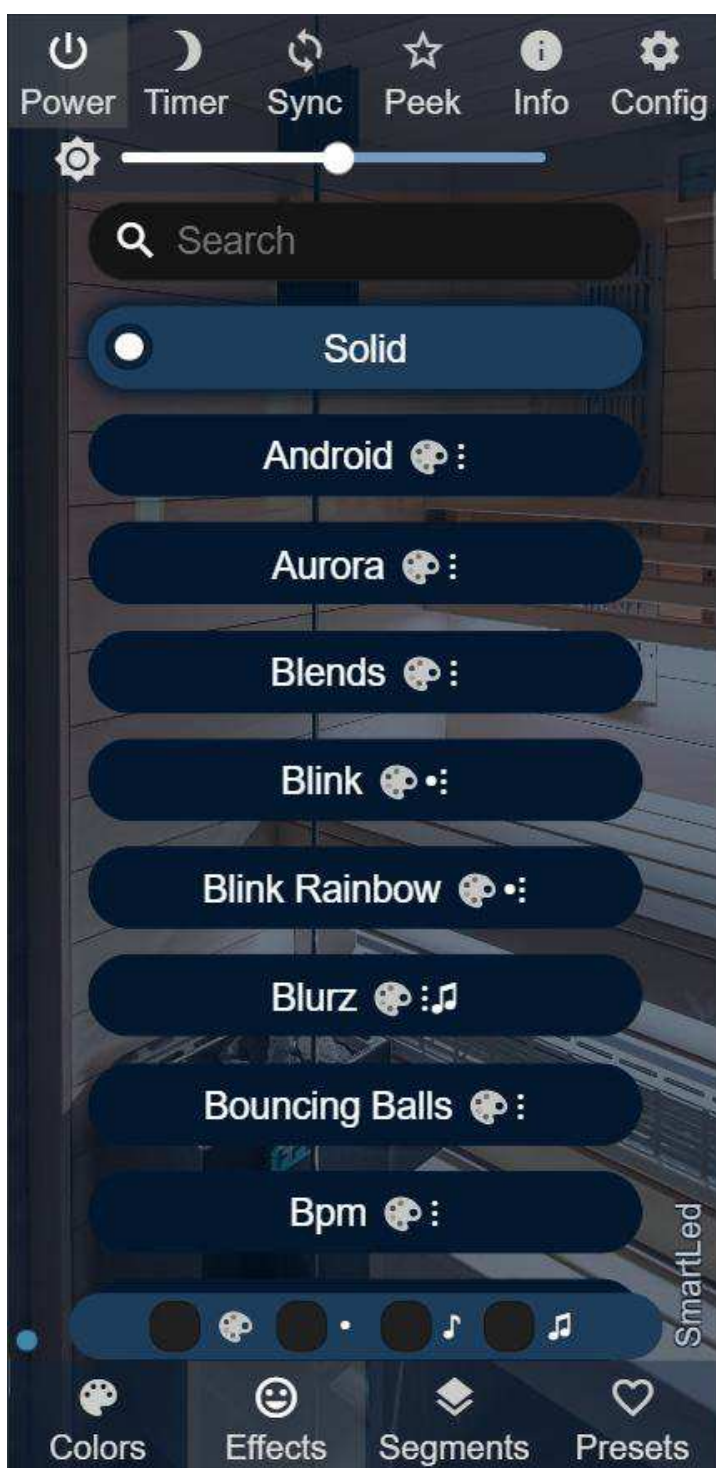 Power Timer Sync Peek Info Config
Search
Solid
Android
Aurora
Blends
Blink
Blink Rainbow
Blurz
Bouncing Balls
Bpm
SmartLed
Colors Effects Segments Presets